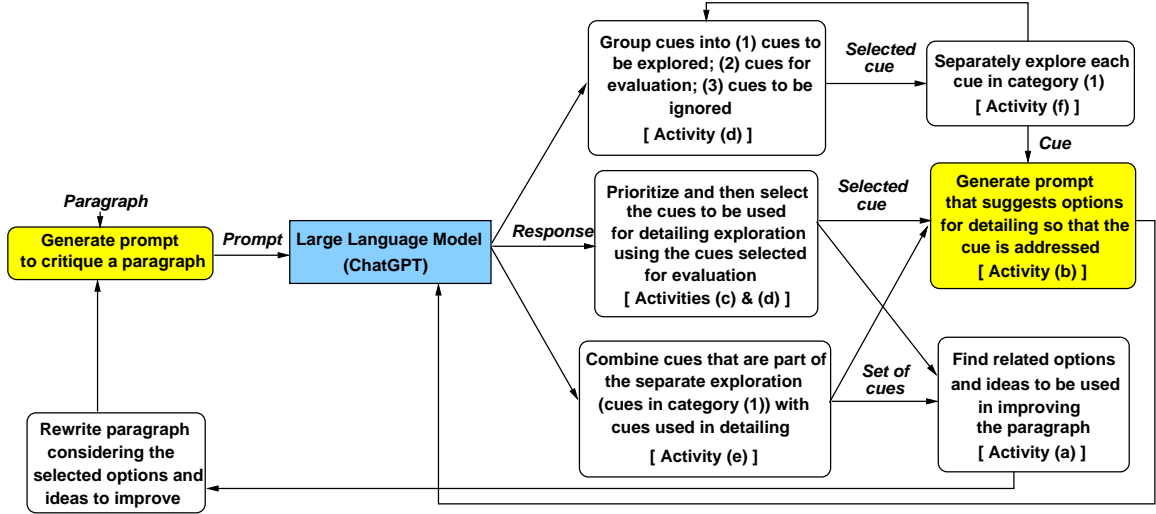 Paragraph
Generate prompt
to critique a paragraph
Prompt
Large Language Model
(ChatGPT)
Response
Group cues into (1) cues to
be explored; (2) cues for
evaluation; (3) cues to be
ignored
[ Activity (d) ]
Selected
cue
Separately explore each
cue in category (1)
[ Activity (f) ]
Cue
Prioritize and then select
the cues to be used
for detailing exploration
using the cues selected
for evaluation
[ Activities (c) & (d) ]
Selected
cue
Generate prompt
that suggests options
for detailing so that the
cue is addressed
[ Activity (b) ]
Combine cues that are part of
the separate exploration
(cues in category (1)) with
cues used in detailing
[ Activity (e) ]
Set of
cues
Find related options
and ideas to be used
in improving
the paragraph
[ Activity (a) ]
Rewrite paragraph
considering the
selected options and
ideas to improve